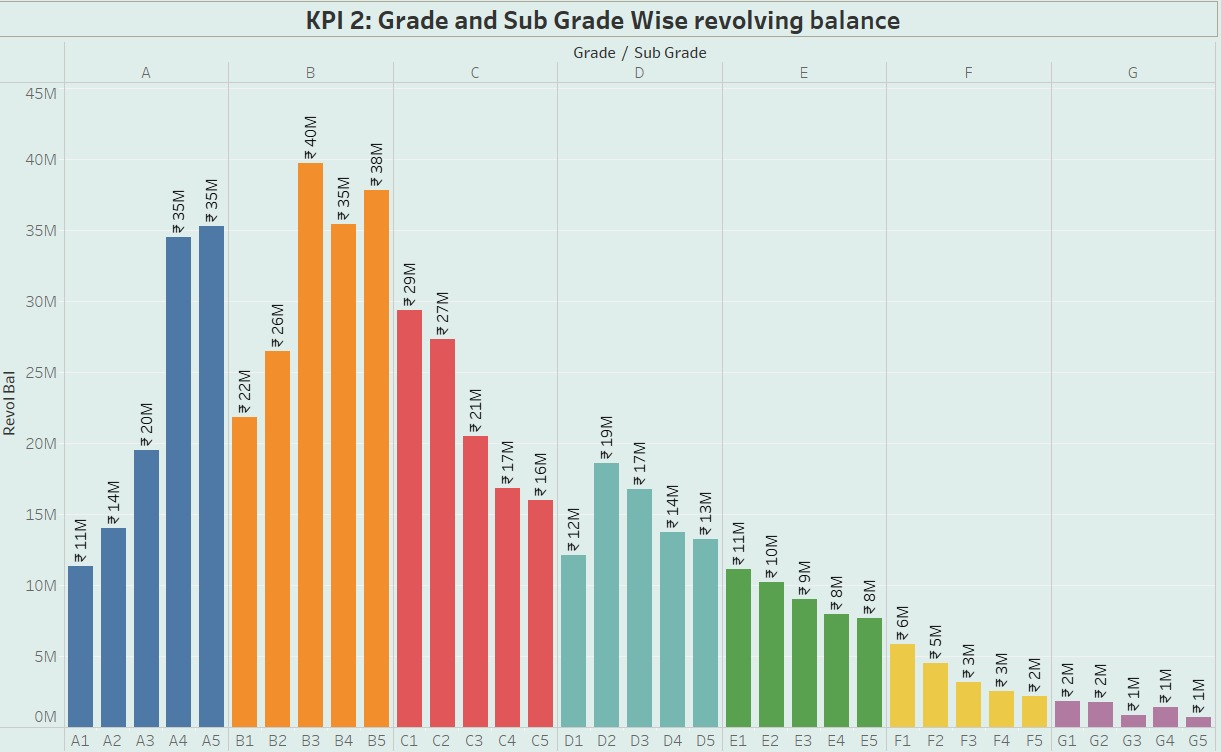 KPI 2: Grade and Sub Grade Wise revolving balance
Grade / Sub Grade
A B C D E F G
45M
40M
35M
30M
25M
20M
15M
10M
5M
0M
Revol Bal
₹ 11M
₹ 14M
₹ 20M
₹ 35M
₹ 35M
₹ 22M
₹ 26M
₹ 40M
₹ 35M
₹ 38M
₹ 29M
₹ 27M
₹ 21M
₹ 17M
₹ 16M
₹ 12M
₹ 19M
₹ 17M
₹ 14M
₹ 13M
₹ 11M
₹ 10M
₹ 9M
₹ 8M
₹ 8M
₹ 6M
₹ 5M
₹ 3M
₹ 3M
₹ 2M
₹ 2M
₹ 2M
₹ 1M
₹ 1M
₹ 1M
A1 A2 A3 A4 A5 B1 B2 B3 B4 B5 C1 C2 C3 C4 C5 D1 D2 D3 D4 D5 E1 E2 E3 E4 E5 F1 F2 F3 F4 F5 G1 G2 G3 G4 G5